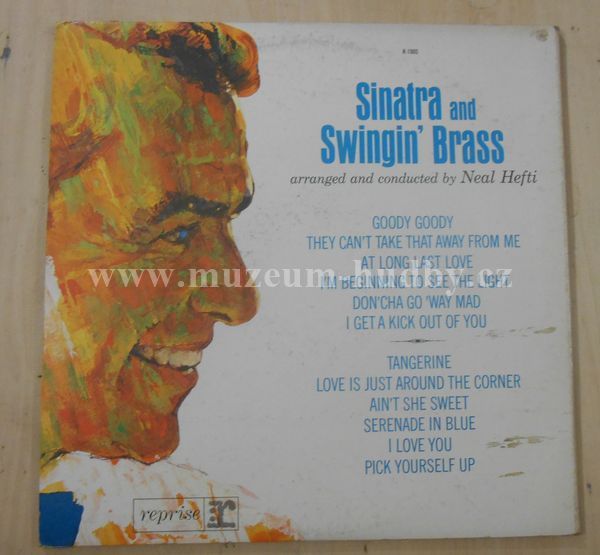 R-1005
Sinatra and
Swingin' Brass
arranged and conducted by Neal Hefti
GOODY GOODY
THEY CAN'T TAKE THAT AWAY FROM ME
AT LONG LAST LOVE
www.muzeum-hudby.cz
I'M BEGINNING TO SEE THE LIGHT
DON'CHA GO 'WAY MAD
I GET A KICK OUT OF YOU
TANGERINE
LOVE IS JUST AROUND THE CORNER
AIN'T SHE SWEET
SERENADE IN BLUE
I LOVE YOU
PICK YOURSELF UP
reprise r